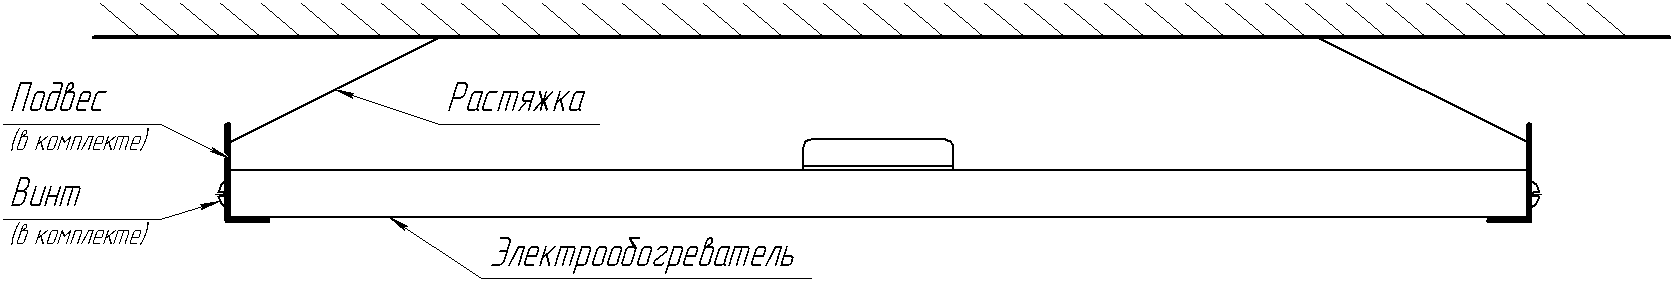 Подвес
(в комплекте)
Растяжка
Винт
(в комплекте)
Электрообогреватель